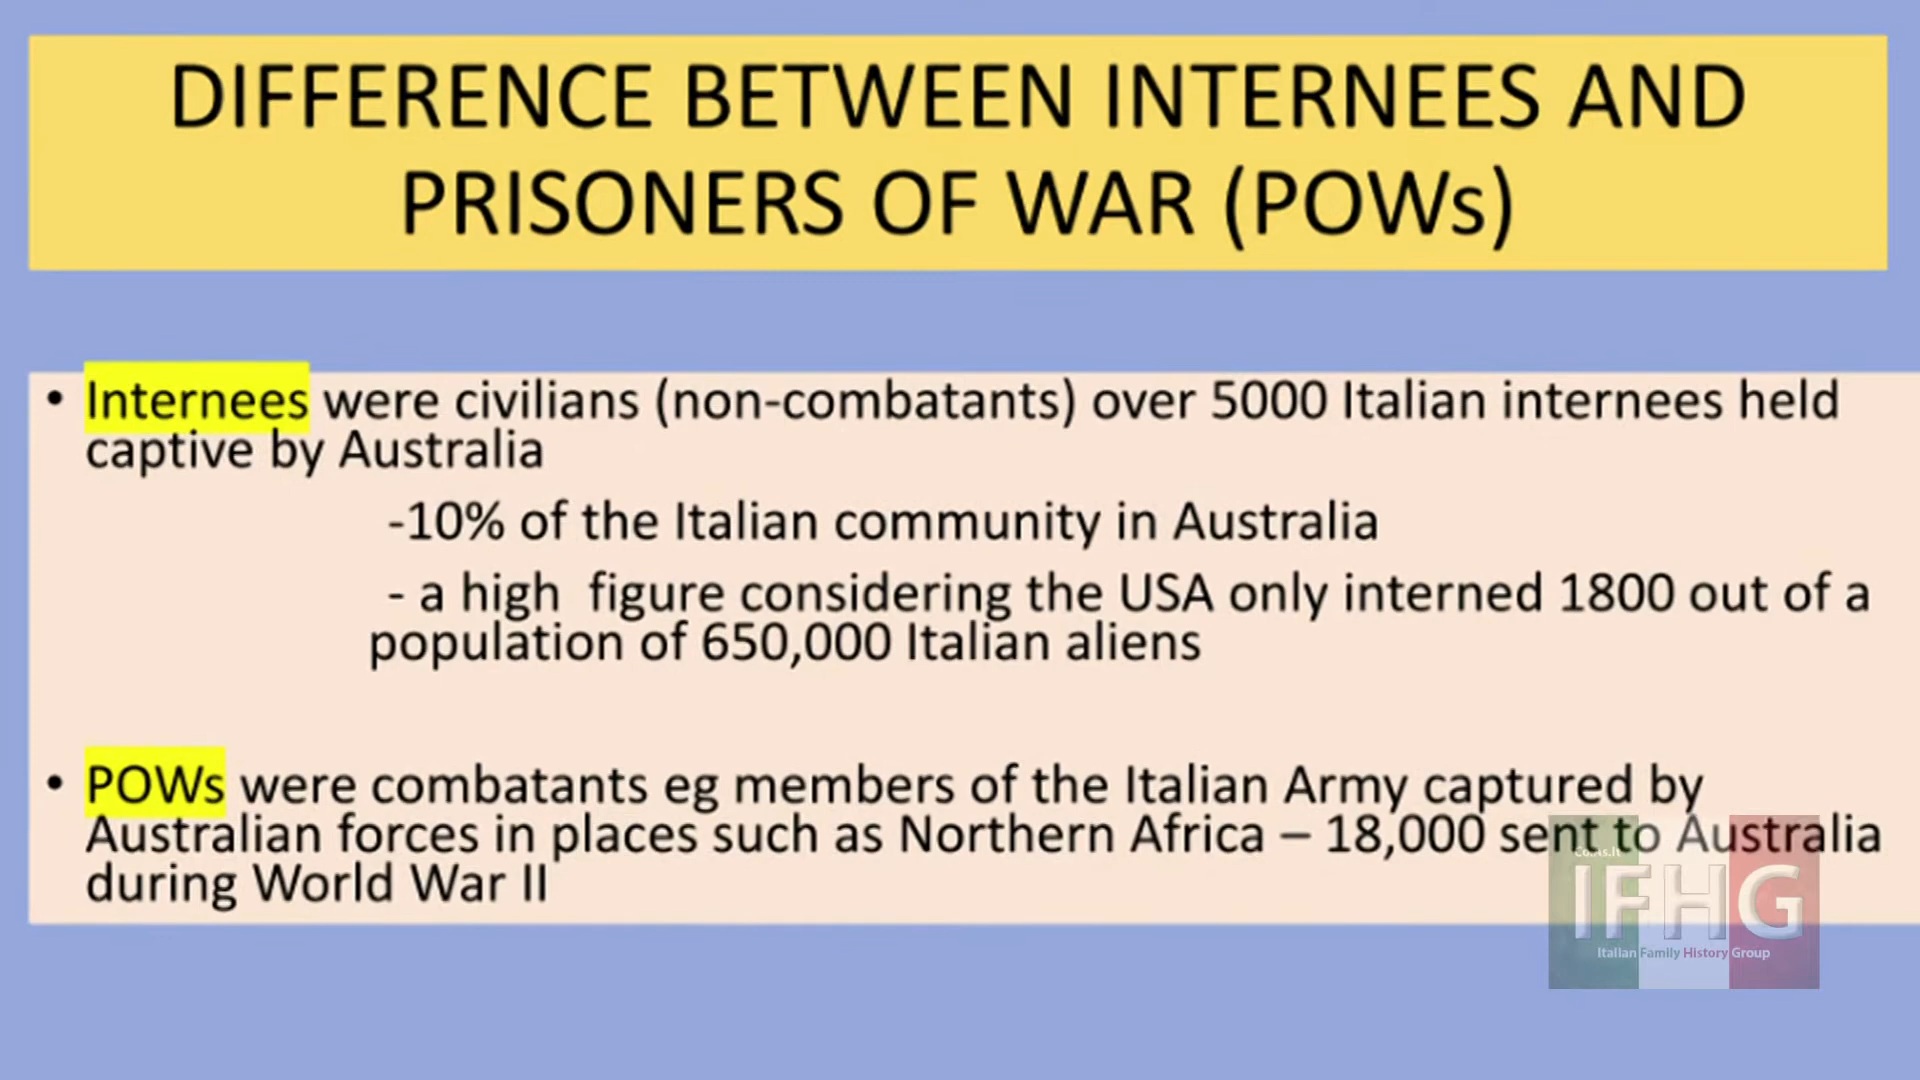 DIFFERENCE BETWEEN INTERNEES AND
PRISONERS OF WAR (POWs)
• Internees were civilians (non-combatants) over 5000 Italian internees held
captive by Australia
-10% of the Italian community in Australia
- a high  figure considering the USA only interned 1800 out of a
population of 650,000 Italian aliens
• POWs were combatants eg members of the Italian Army captured by
Australian forces in places such as Northern Africa – 18,000 sent to Australia
during World War II
Co.As.It
IFHG
Italian Family History Group